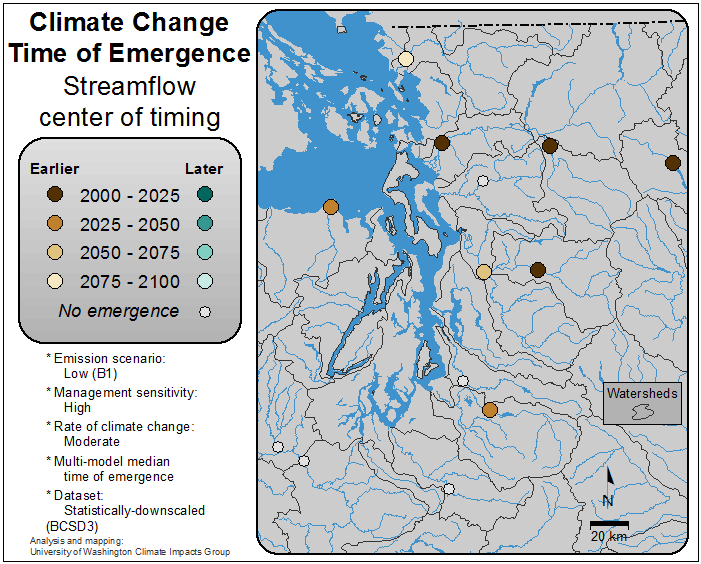 Climate Change
Time of Emergence
Streamflow
center of timing
Earlier Later
2000 - 2025
2025 - 2050
2050 - 2075
2075 - 2100
No emergence
* Emission scenario:
Low (B1)
* Management sensitivity:
High
* Rate of climate change:
Moderate
* Multi-model median
time of emergence
* Dataset:
Statistically-downscaled
(BCSD3)
Analysis and mapping:
University of Washington Climate Impacts Group
Watersheds
N
20 km